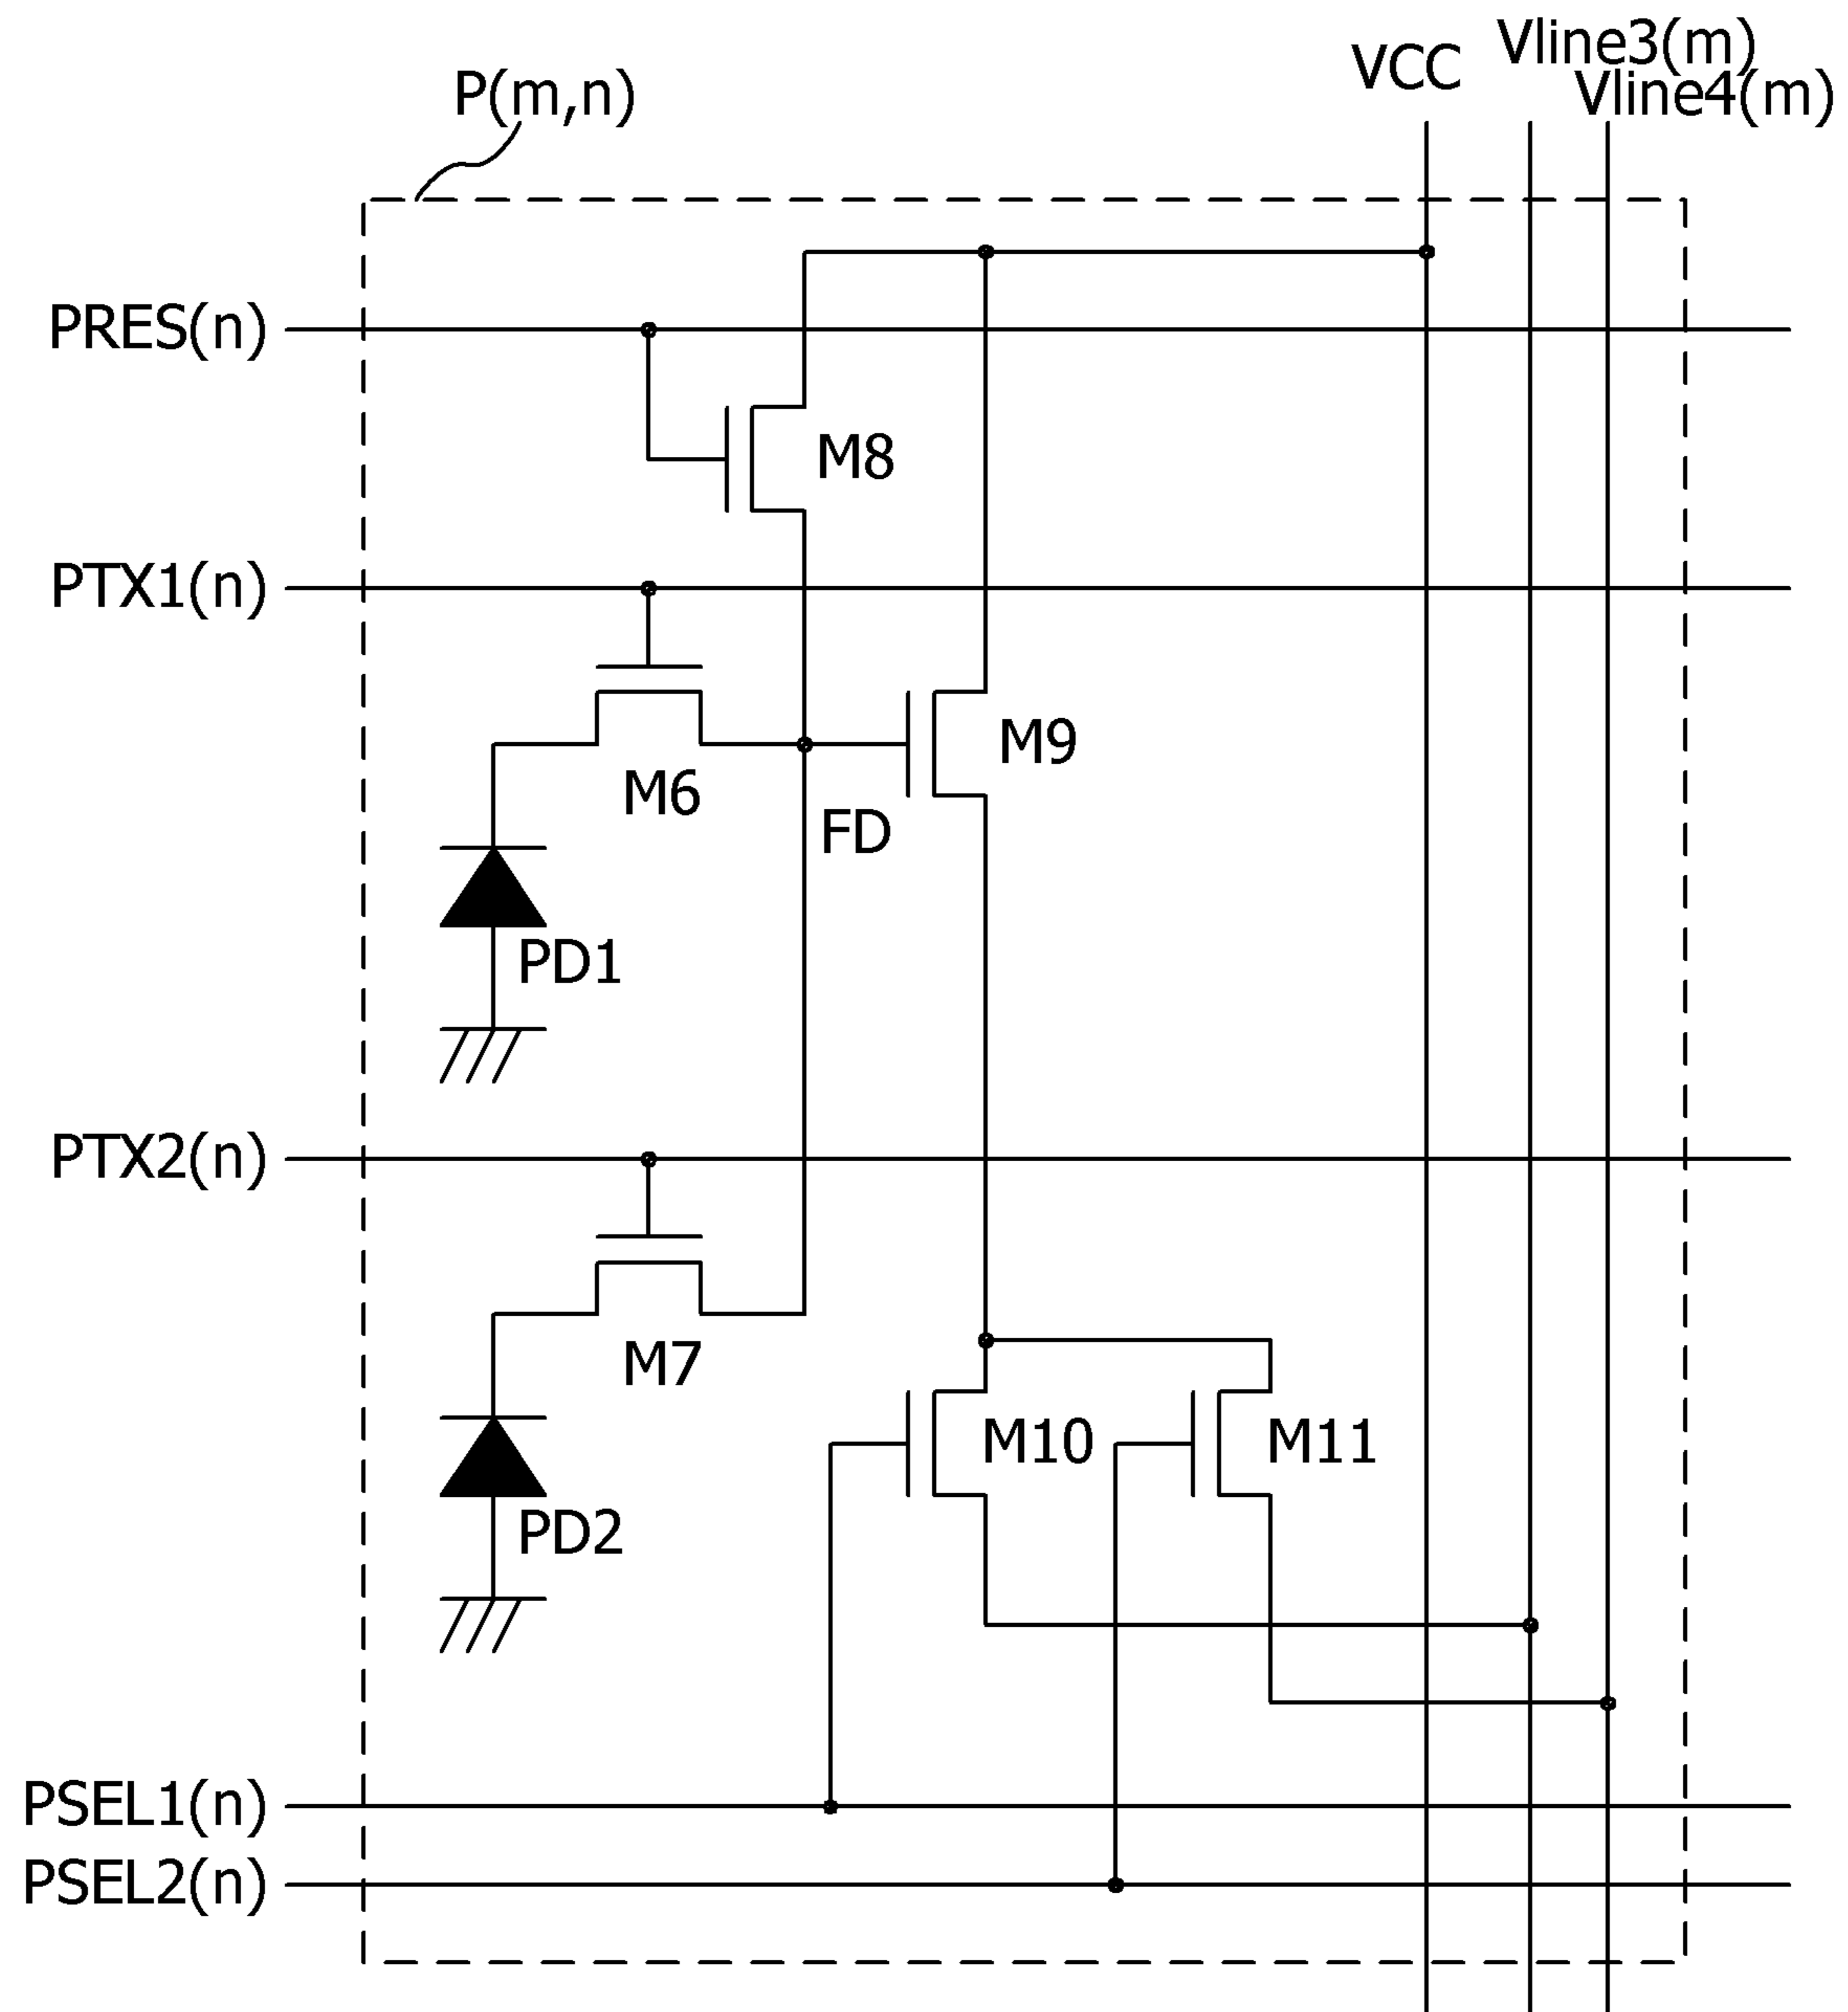 Vline3(m)
VCC
Vline4(m)
P(m,n)
PRES(n)
M8
PTX1(n)
M9
M6
FD
PD1
PTX2(n)
M7
M10
M11
PD2
PSEL1(n)
PSEL2(n)